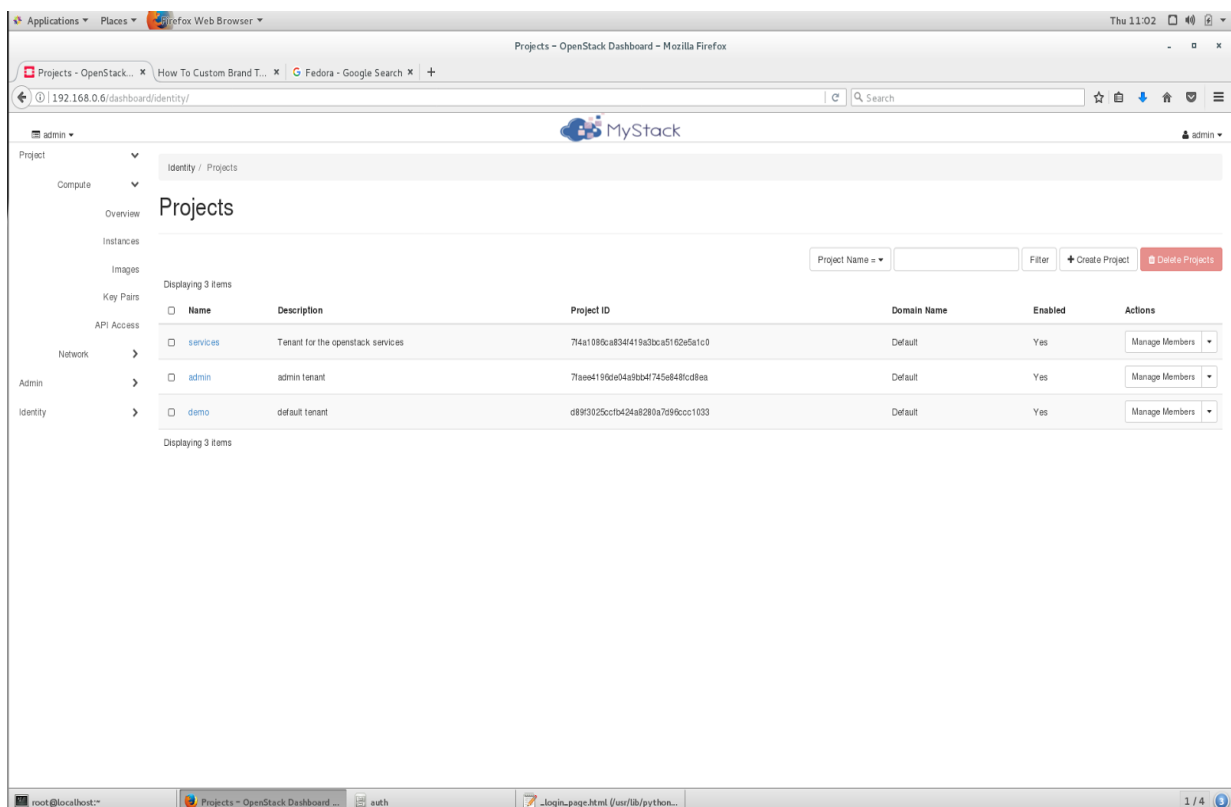 Applications Places Firefox Web Browser Thu 11:02
Projects - OpenStack Dashboard - Mozilla Firefox
Projects - OpenStack... How To Custom Brand T... Fedora - Google Search
192.168.0.6/dashboard/identity/ Search
admin MyStack admin
Project
Identity / Projects
Compute
Projects
Overview
Instances
Project Name = Filter Create Project Delete Projects
Images
Displaying 3 items
Key Pairs
Name Description Project ID Domain Name Enabled Actions
API Access
services Tenant for the openstack services 7f4a1086ca834f419a3bca5162e5a1c0 Default Yes Manage Members
Network
admin admin tenant 7faee4196de04a9bb4f745e848fcd8ea Default Yes Manage Members
Admin
demo default tenant d89f3025ccfb424a8280a7d96ccc1033 Default Yes Manage Members
Identity
Displaying 3 items
root@localhost:~ Projects - OpenStack Dashboard ... auth _login_page.html (/usr/lib/python... 1 / 4